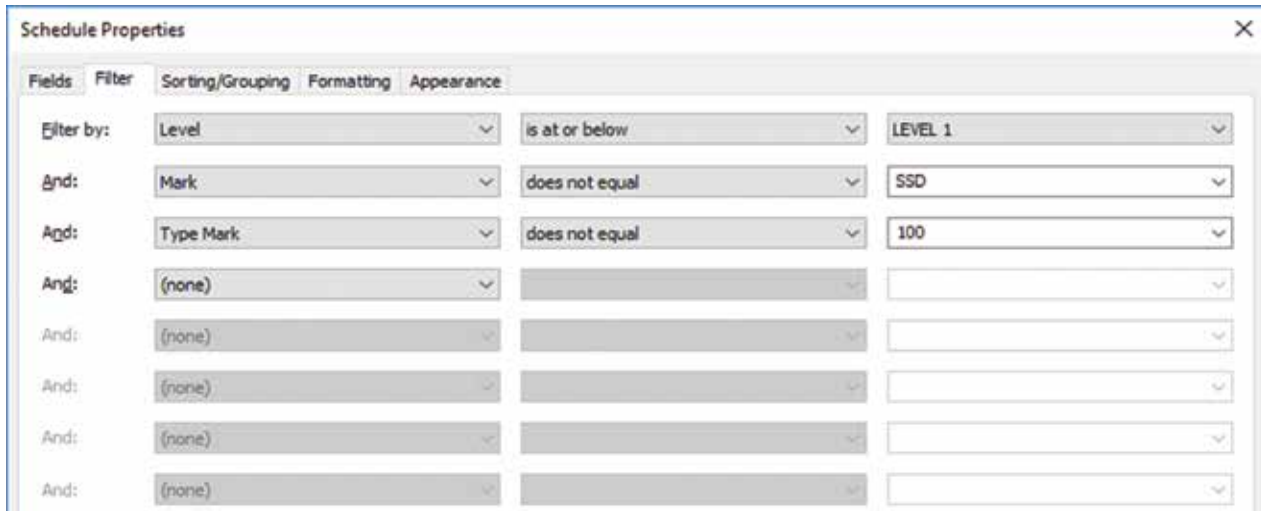 Schedule Properties
Fields Filter Sorting/Grouping Formatting Appearance
Filter by: Level is at or below LEVEL 1
And: Mark does not equal SSD
And: Type Mark does not equal 100
And: (none)
And: (none)
And: (none)
And: (none)
And: (none)